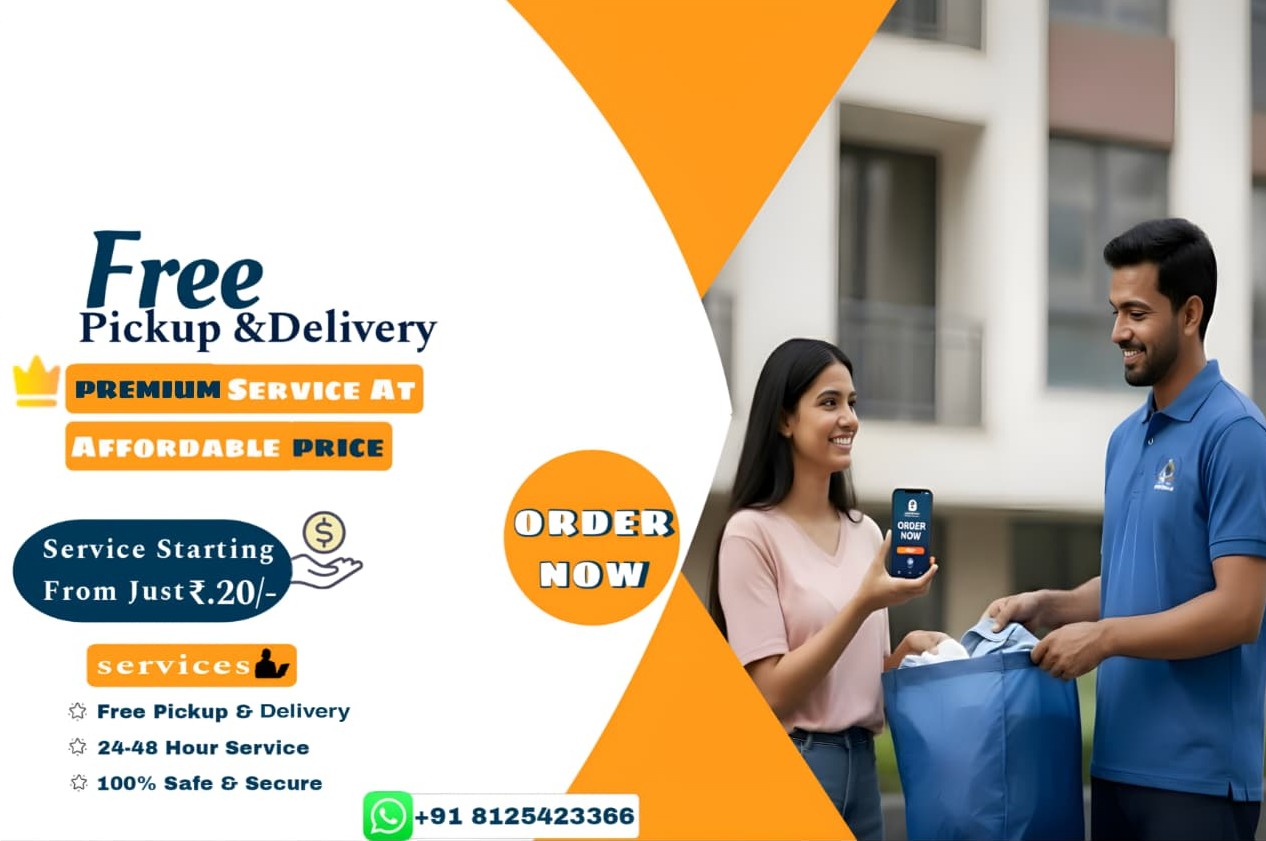 Free
Pickup &Delivery
PREMIUM SERVICE AT
AFFORDABLE PRICE
Service Starting
From Just ₹.20/-
services
Free Pickup & Delivery
24-48 Hour Service
100% Safe & Secure
ORDER
NOW
+91 8125423366
ORDER
NOW